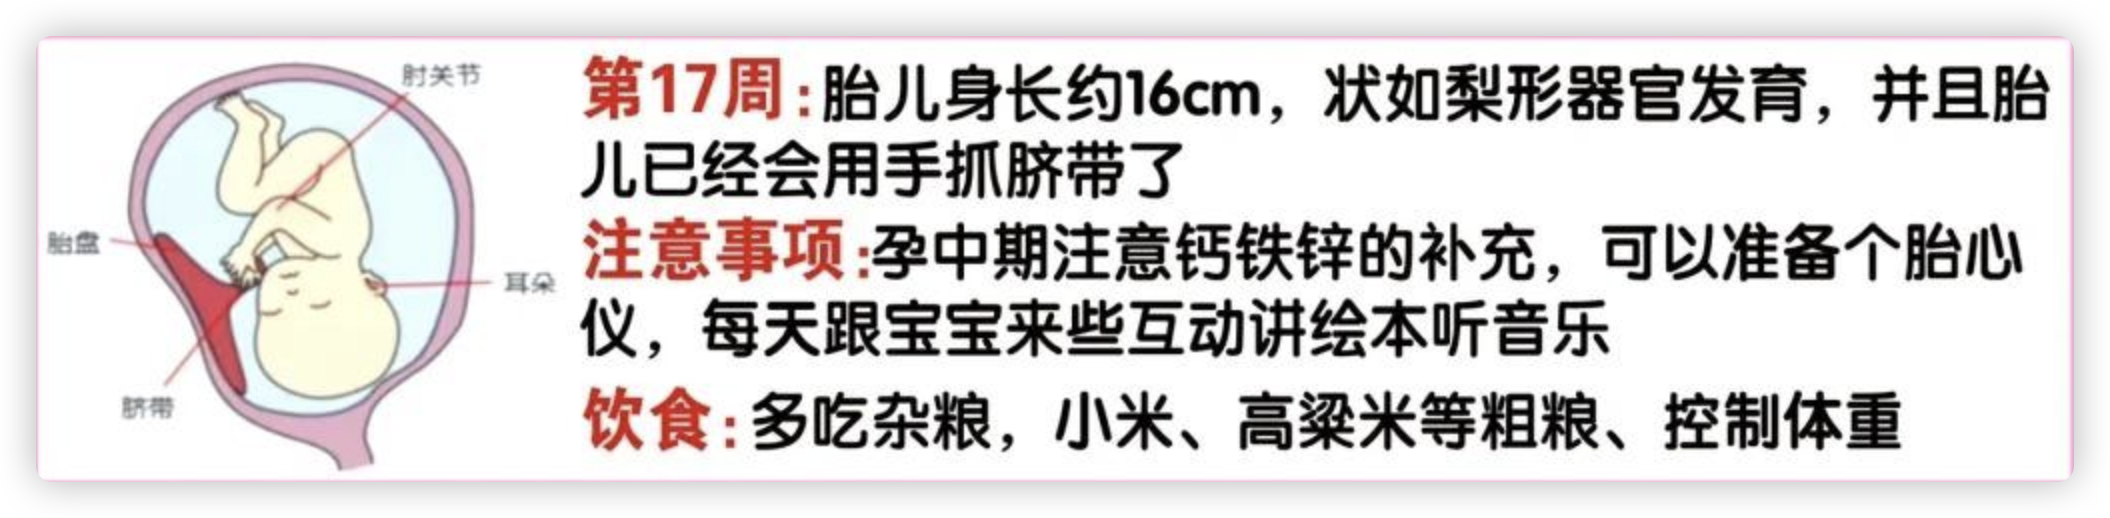 肘关节
胎盘
耳朵
脐带
第17周:胎儿身长约16cm，状如梨形器官发育，并且胎
儿已经会用手抓脐带了
注意事项:孕中期注意钙铁锌的补充，可以准备个胎心
仪，每天跟宝宝来些互动讲绘本听音乐
饮食:多吃杂粮，小米、高粱米等粗粮、控制体重